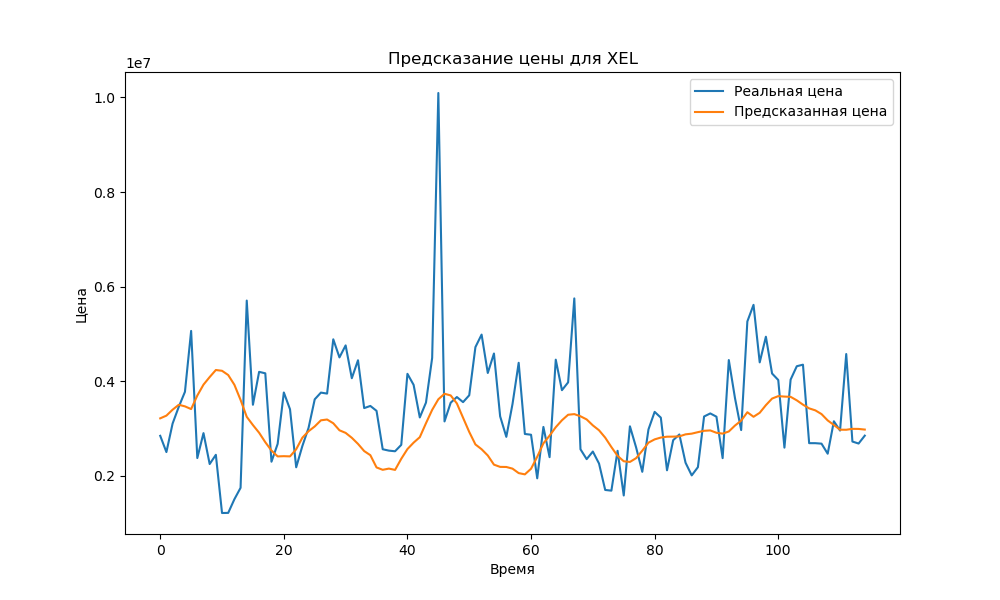 Предсказание цены для XEL
1e7
Реальная цена
Предсказанная цена
1.0
0.8
0.6
0.4
0.2
Цена
0 20 40 60 80 100
Время